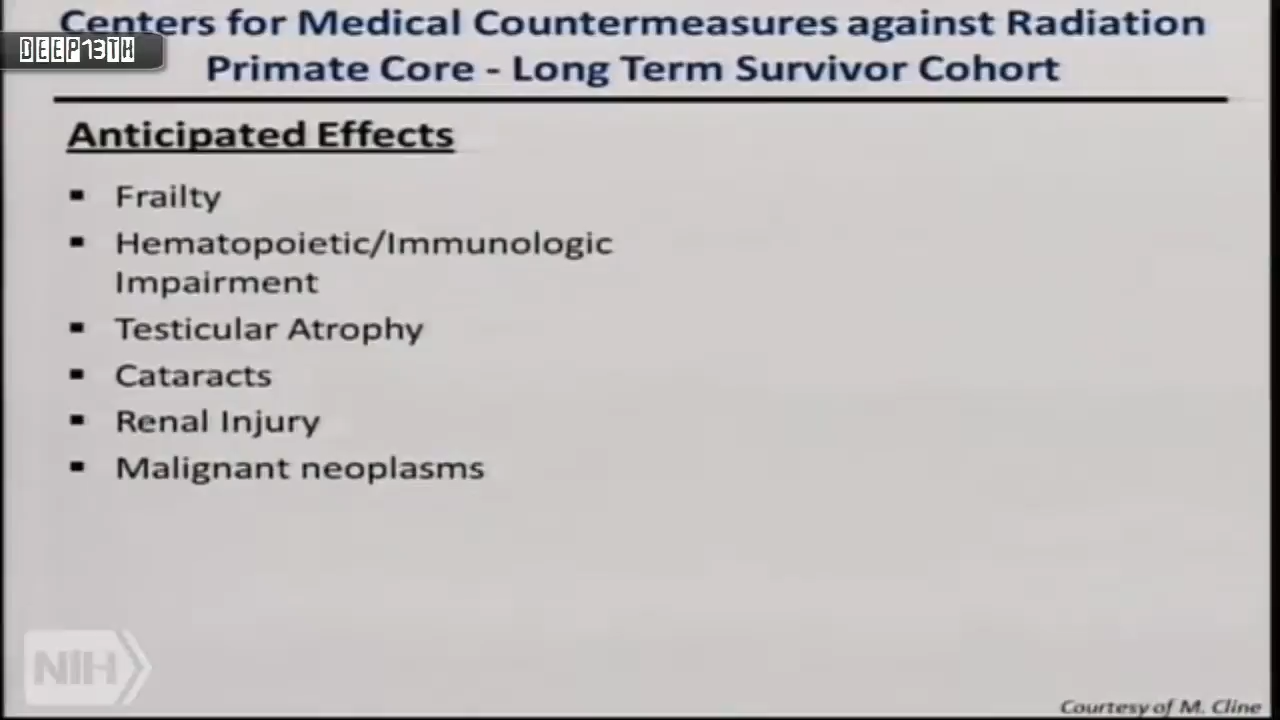 Centers for Medical Countermeasures against Radiation
DEEP13TH
Primate Core - Long Term Survivor Cohort
Anticipated Effects
▪ Frailty
▪ Hematopoietic/Immunologic
Impairment
▪ Testicular Atrophy
▪ Cataracts
▪ Renal Injury
▪ Malignant neoplasms
NIH
Courtesy of M. Cline